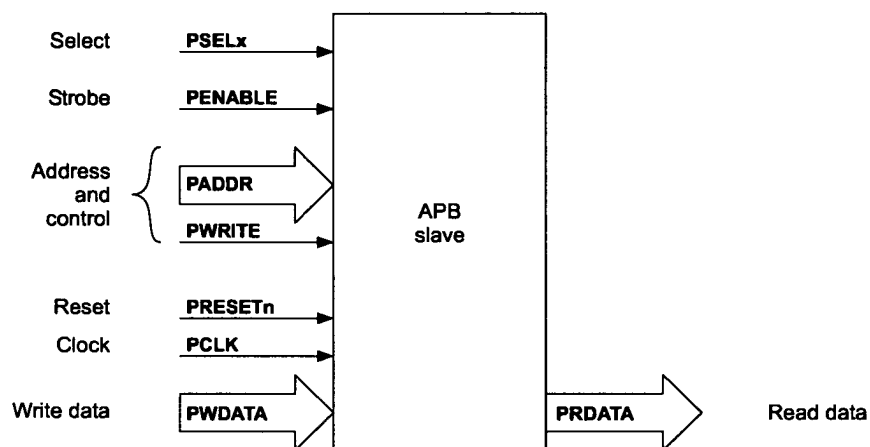 Select PSELx
Strobe PENABLE
Address
and
control
PADDR
PWRITE
APB
slave
Reset PRESETn
Clock PCLK
Write data PWDATA
PRDATA Read data